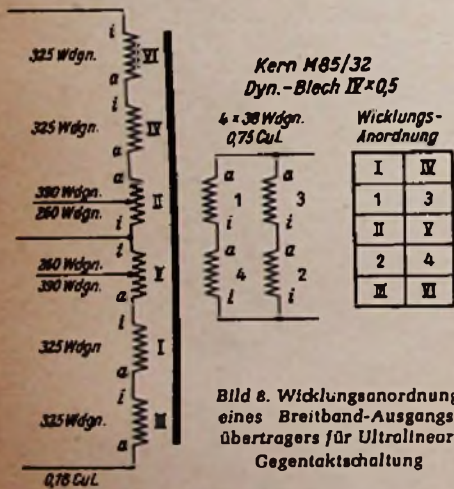 325 Wdgn.
i
VI
a
i
325 Wdgn.
IV
a
a
390 Wdgn.
II
260 Wdgn.
i
i
260 Wdgn.
V
390 Wdgn.
a
i
325 Wdgn
I
a
i
325 Wdgn.
III
a
0,18 CuL
Kern M85/32
Dyn.-Blech IV×0,5
4 × 38 Wdgn.
0,75 CuL
a a
1 3
i i
a a
4 2
i i
Wicklungs-
Anordnung
I IV
1 3
II V
2 4
III VI
Bild 8. Wicklungsanordnung
eines Breitband-Ausgangs-
übertragers für Ultralinear-
Gegentaktschaltung